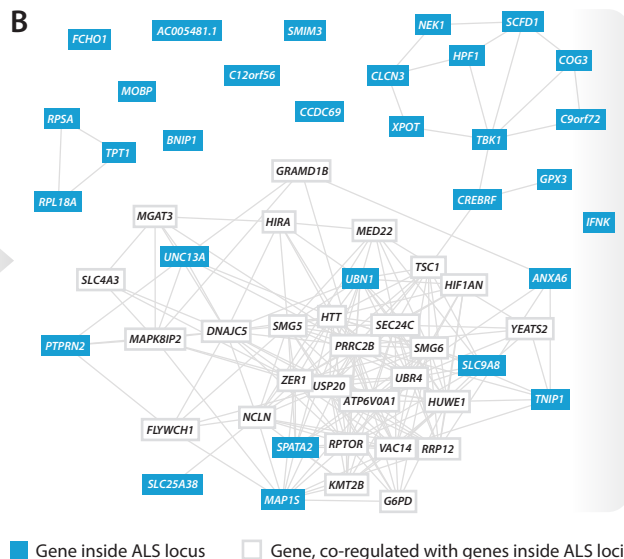 B
FCHO1
AC005481.1
SMIM3
NEK1
SCFD1
HPF1
COG3
C12orf56
CLCN3
MOBP
CCDC69
RPSA
XPOT
C9orf72
TBK1
BNIP1
TPT1
GRAMD1B
GPX3
RPL18A
CREBRF
IFNK
MGAT3
HIRA
MED22
UNC13A
TSC1
SLC4A3
UBN1
HIF1AN
ANXA6
HTT
SEC24C
DNAJC5
SMG5
YEATS2
PTPRN2
MAPK8IP2
PRRC2B
SMG6
SLC9A8
ZER1
USP20
UBR4
ATP6V0A1
HUWE1
TNIP1
NCLN
FLYWCH1
SPATA2
RPTOR
VAC14
RRP12
SLC25A38
KMT2B
MAP1S
G6PD
Gene inside ALS locus
Gene, co-regulated with genes inside ALS loci